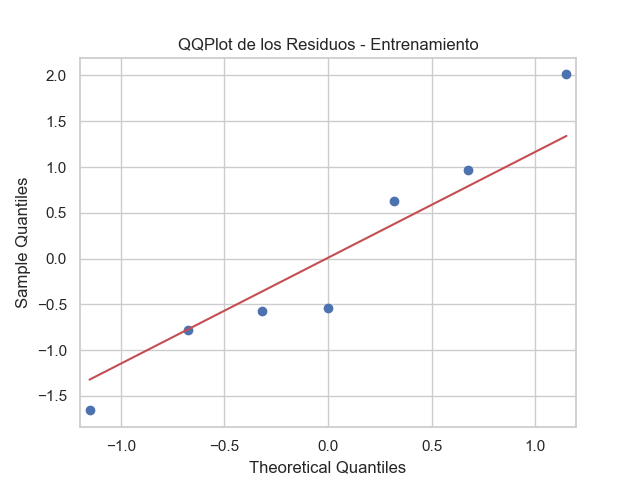 QQPlot de los Residuos - Entrenamiento
2.0
1.5
1.0
0.5
0.0
−0.5
−1.0
−1.5
Sample Quantiles
−1.0 −0.5 0.0 0.5 1.0
Theoretical Quantiles